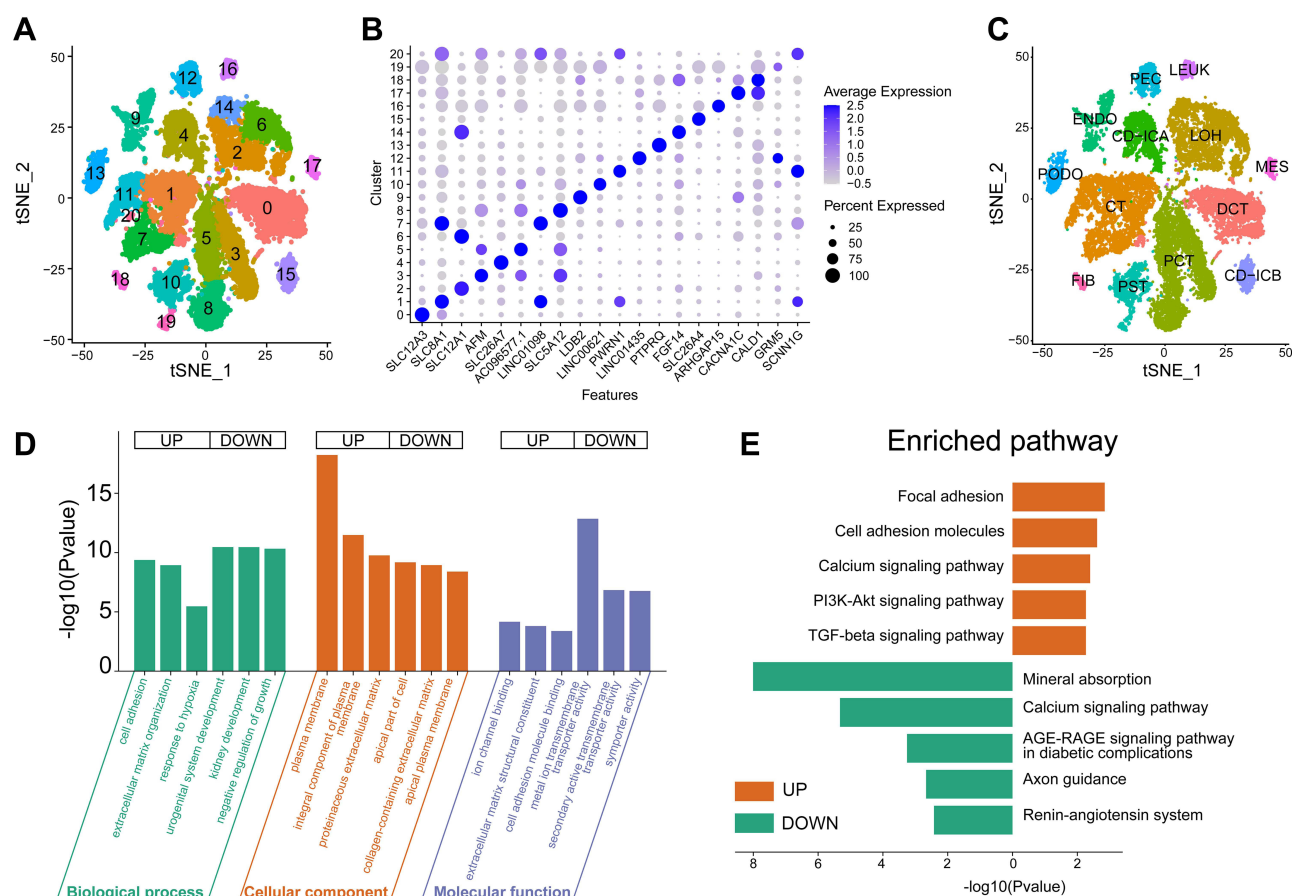 A
50
25
0
−25
−50
−50
−25
0
25
50
tSNE_2
tSNE_1
12
16
14
9
4
6
2
17
13
11
1
0
20
7
5
3
15
18
10
8
19
B
20
19
18
17
16
15
14
13
12
11
10
9
8
7
6
5
4
3
2
1
0
Cluster
SLC12A3
SLC8A1
SLC12A1
AFM
SLC26A7
AC096577.1
LINC01098
SLC5A12
LDB2
LINC00621
PWRN1
LINC01435
PTPRQ
FGF14
SLC26A4
ARHGAP15
CACNA1C
CALD1
GRM5
SCNN1G
Features
Average Expression
2.5
2.0
1.5
1.0
0.5
0.0
−0.5
Percent Expressed
25
50
75
100
C
50
25
0
−25
−50
−50
−25
0
25
50
tSNE_2
tSNE_1
PEC
LEUK
ENDO
CD−ICA
LOH
PODO
MES
CT
DCT
PCT
FIB
PST
CD−ICB
D
UP
DOWN
UP
DOWN
UP
DOWN
15
10
5
0
-log10(Pvalue)
cell adhesion
extracellular matrix organization
response to hypoxia
urogenital system development
kidney development
negative regulation of growth
plasma membrane
integral component of plasma
membrane
proteinaceous extracellular matrix
apical part of cell
collagen-containing extracellular matrix
apical plasma membrane
ion channel binding
extracellular matrix structural constituent
cell adhesion molecule binding
metal ion transmembrane
transporter activity
secondary active transmembrane
transporter activity
symporter activity
Biological process
Cellular component
Molecular function
E
Enriched pathway
Focal adhesion
Cell adhesion molecules
Calcium signaling pathway
PI3K-Akt signaling pathway
TGF-beta signaling pathway
Mineral absorption
Calcium signaling pathway
AGE-RAGE signaling pathway
in diabetic complications
Axon guidance
Renin-angiotensin system
UP
DOWN
8
6
4
2
0
2
-log10(Pvalue)